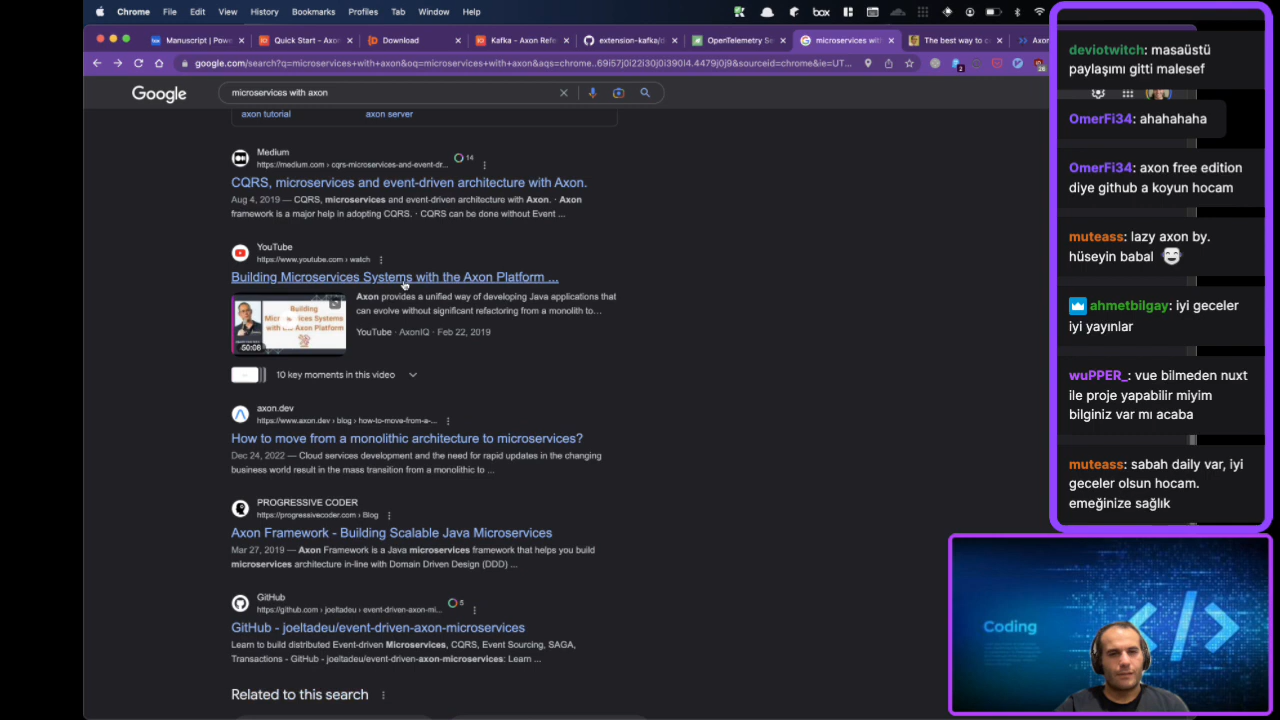 Chrome File Edit View History Bookmarks Profiles Tab Window Help
box
Manuscript | Pow...
Quick Start - Axo...
Download
Kafka - Axon Refe...
extension-kafka/d...
OpenTelemetry S...
microservices wit...
The best way to c...
Axon
google.com/search?q=microservices+with+axon&oq=microservices+with+axon&aqs=chrome..69i57j0i22i30j0i390l4.4479j0j9&sourceid=chrome&ie=UT...
Google
microservices with axon
axon tutorial
axon server
Medium
https://medium.com › cqrs-microservices-and-event-dr...
14
CQRS, microservices and event-driven architecture with Axon.
Aug 4, 2019 — CQRS, microservices and event-driven architecture with Axon. · Axon
framework is a major help in adopting CQRS. · CQRS can be done without Event ...
YouTube
https://www.youtube.com › watch
Building Microservices Systems with the Axon Platform ...
Building
Systems
with the Axon Platform
50:08
Axon provides a unified way of developing Java applications that
can evolve without significant refactoring from a monolith to...
YouTube · AxonIQ · Feb 22, 2019
10 key moments in this video
axon.dev
https://www.axon.dev › blog › how-to-move-from-a-...
How to move from a monolithic architecture to microservices?
Dec 24, 2022 — Cloud services development and the need for rapid updates in the changing
business world result in the mass transition from a monolithic to ...
PROGRESSIVE CODER
https://progressivecoder.com › Blog
Axon Framework - Building Scalable Java Microservices
Mar 27, 2019 — Axon Framework is a Java microservices framework that helps you build
microservices architecture in-line with Domain Driven Design (DDD) ...
GitHub
https://github.com › joeltadeu › event-driven-axon-mi...
5
GitHub - joeltadeu/event-driven-axon-microservices
Learn to build distributed Event-driven Microservices, CQRS, Event Sourcing, SAGA,
Transactions - GitHub - joeltadeu/event-driven-axon-microservices: Learn ...
Related to this search
deviotwitch: masaüstü
paylaşımı gitti malesef
OmerFi34: ahahahaha
OmerFi34: axon free edition
diye github a koyun hocam
muteass: lazy axon by.
hüseyin babal
ahmetbilgay: iyi geceler
iyi yayınlar
wuPPER_: vue bilmeden nuxt
ile proje yapabilir miyim
bilginiz var mı acaba
muteass: sabah daily var, iyi
geceler olsun hocam.
emeğinize sağlık
Coding